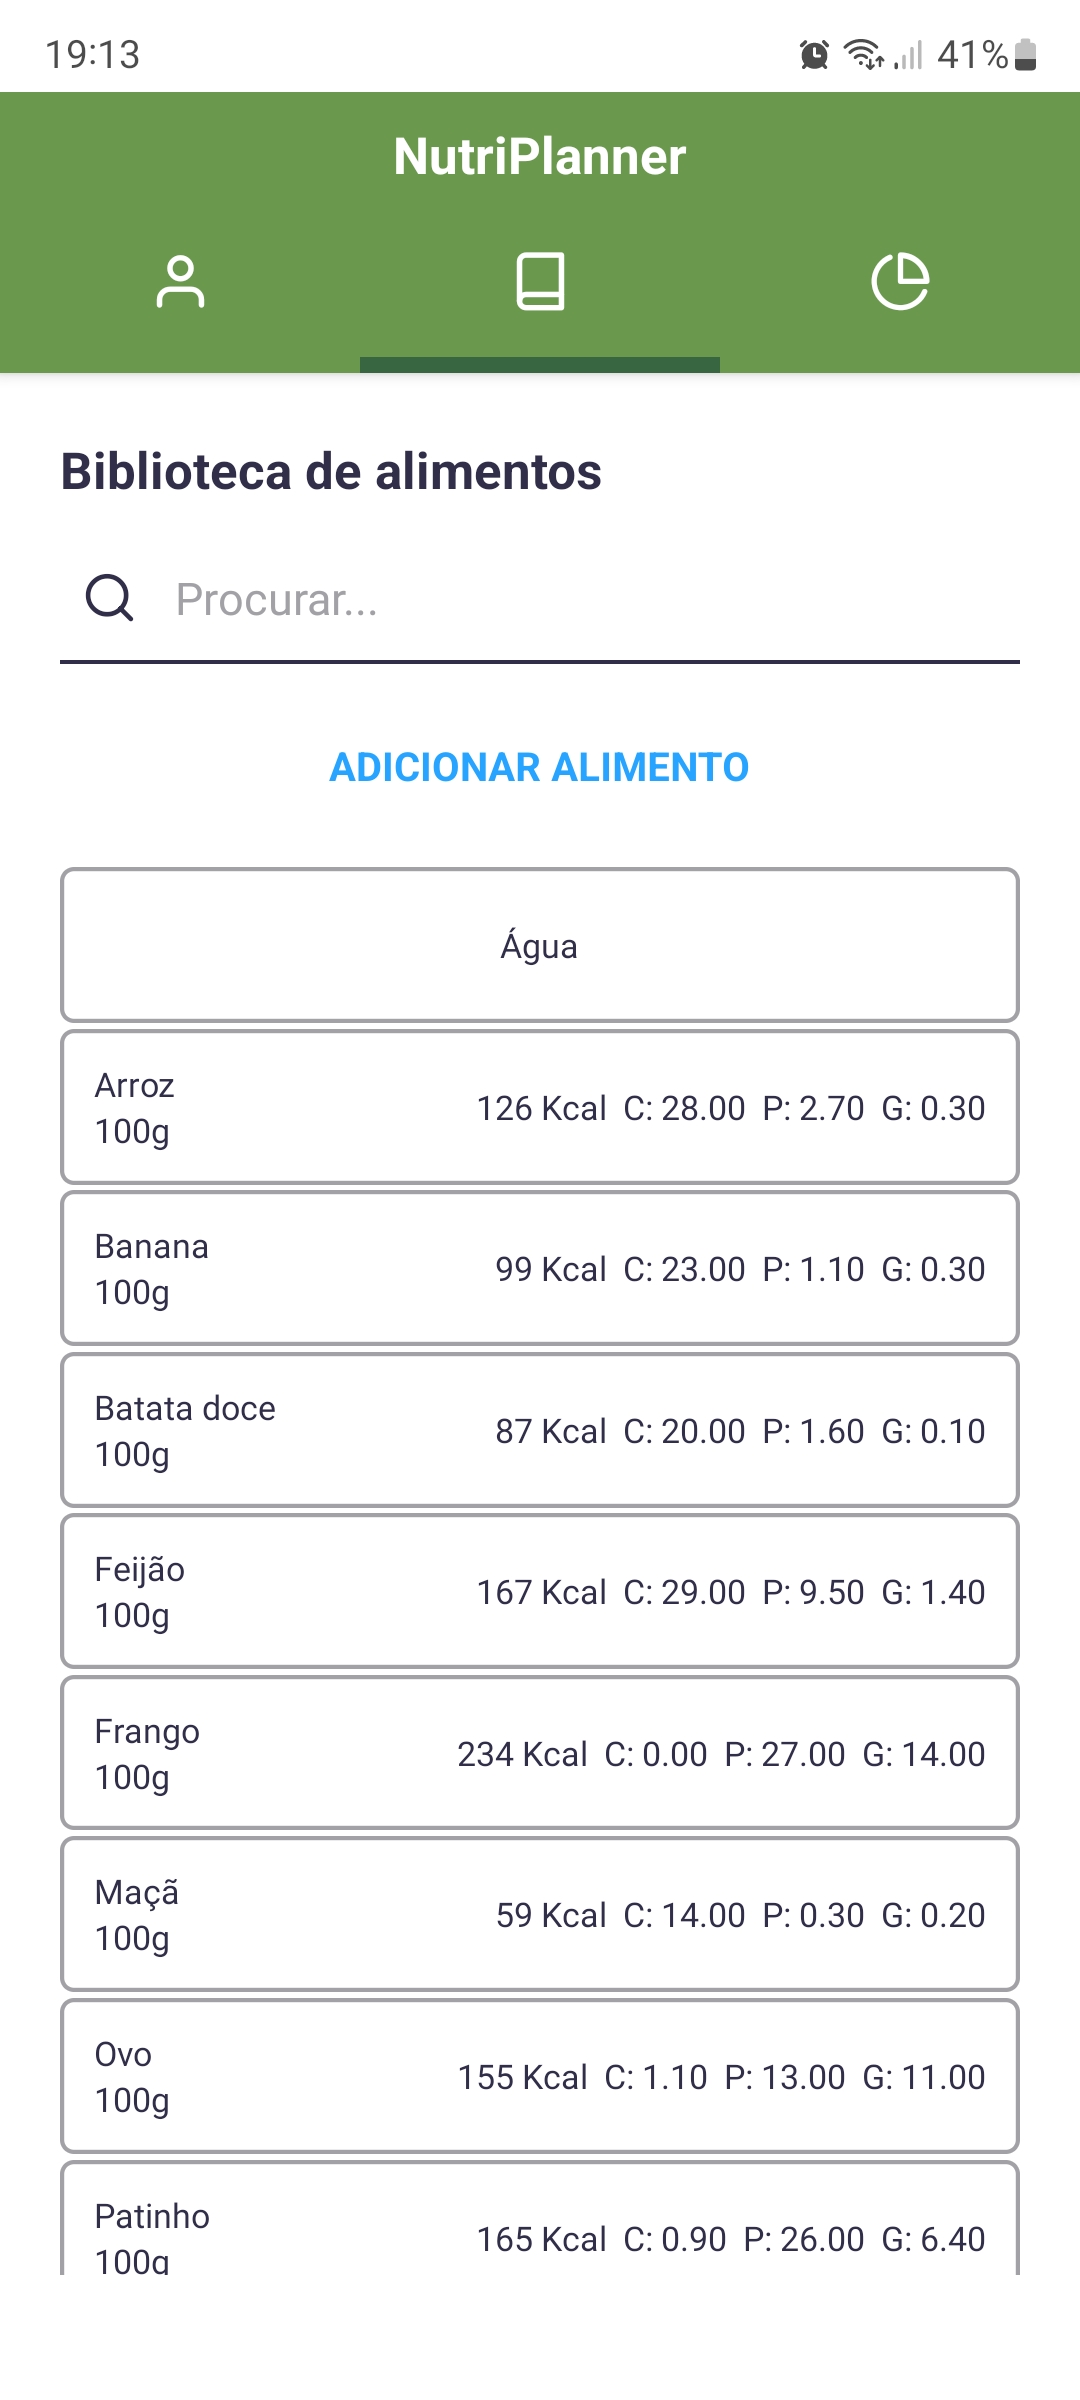 19:13 41%
NutriPlanner
Biblioteca de alimentos
Procurar...
ADICIONAR ALIMENTO
Água
Arroz
100g
126 Kcal C: 28.00 P: 2.70 G: 0.30
Banana
100g
99 Kcal C: 23.00 P: 1.10 G: 0.30
Batata doce
100g
87 Kcal C: 20.00 P: 1.60 G: 0.10
Feijão
100g
167 Kcal C: 29.00 P: 9.50 G: 1.40
Frango
100g
234 Kcal C: 0.00 P: 27.00 G: 14.00
Maçã
100g
59 Kcal C: 14.00 P: 0.30 G: 0.20
Ovo
100g
155 Kcal C: 1.10 P: 13.00 G: 11.00
Patinho
100g
165 Kcal C: 0.90 P: 26.00 G: 6.40